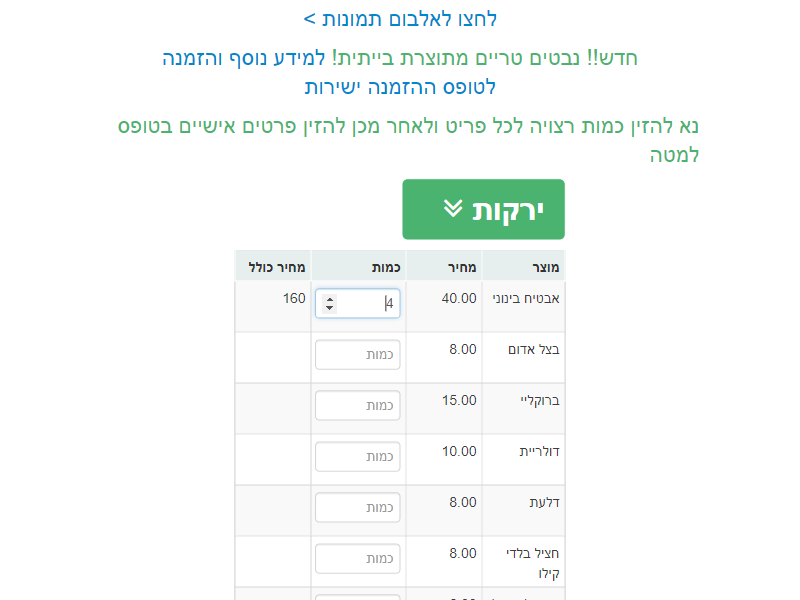 לחצו לאלבום תמונות >
חדש!! נבטים טריים מתוצרת בייתית! למידע נוסף והזמנה
לטופס ההזמנה ישירות
נא להזין כמות רצויה לכל פריט ולאחר מכן להזין פרטים אישיים בטופס
למטה
ירקות
מוצר מחיר כמות מחיר כולל
אבטיח בינוני 40.00 4 160
בצל אדום 8.00 כמות
ברוקליי 15.00 כמות
דולריית 10.00 כמות
דלעת 8.00 כמות
חציל בלדי 8.00 כמות
קילו